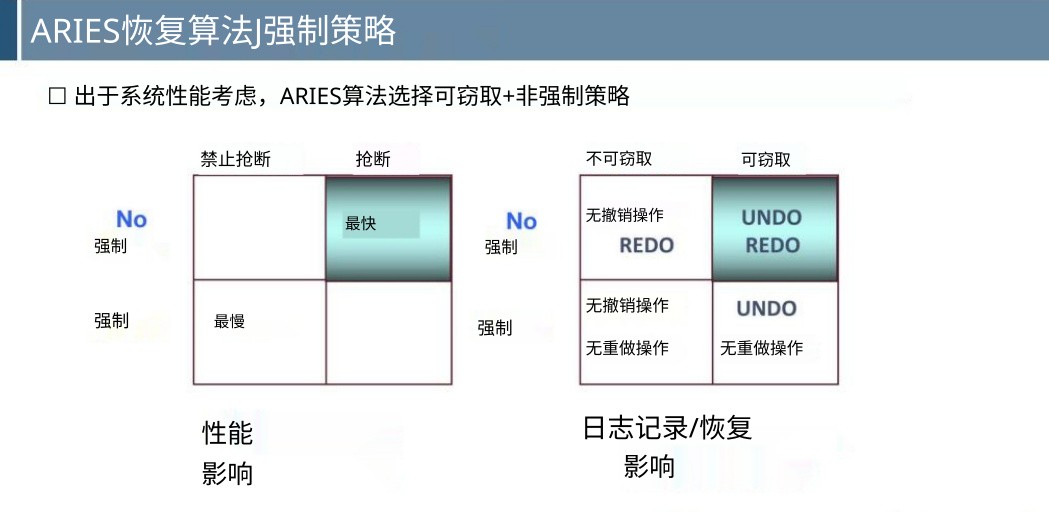 ARIES恢复算法J强制策略
□ 出于系统性能考虑，ARIES算法选择可窃取+非强制策略
禁止抢断 抢断
No
强制
最快
强制
最慢
性能
影响
不可窃取 可窃取
No
强制
无撤销操作
REDO
UNDO
REDO
强制
无撤销操作
无重做操作
UNDO
无重做操作
日志记录/恢复
影响